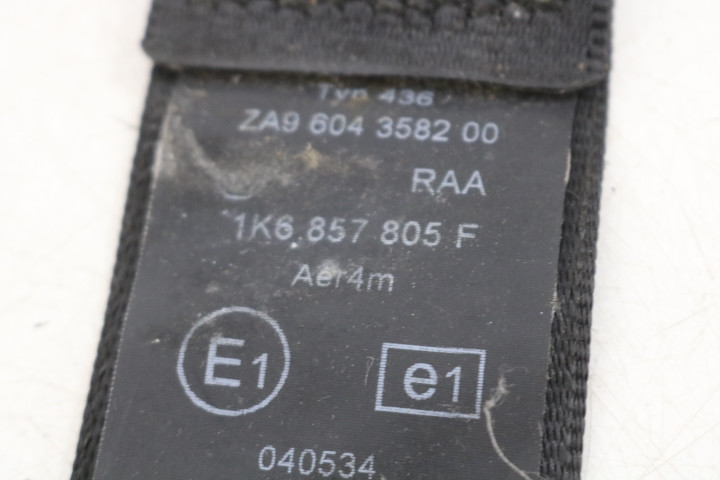 Typ 436
ZA9 604 3582 00
RAA
1K6 857 805 F
Aer4m
E1 e1
040534